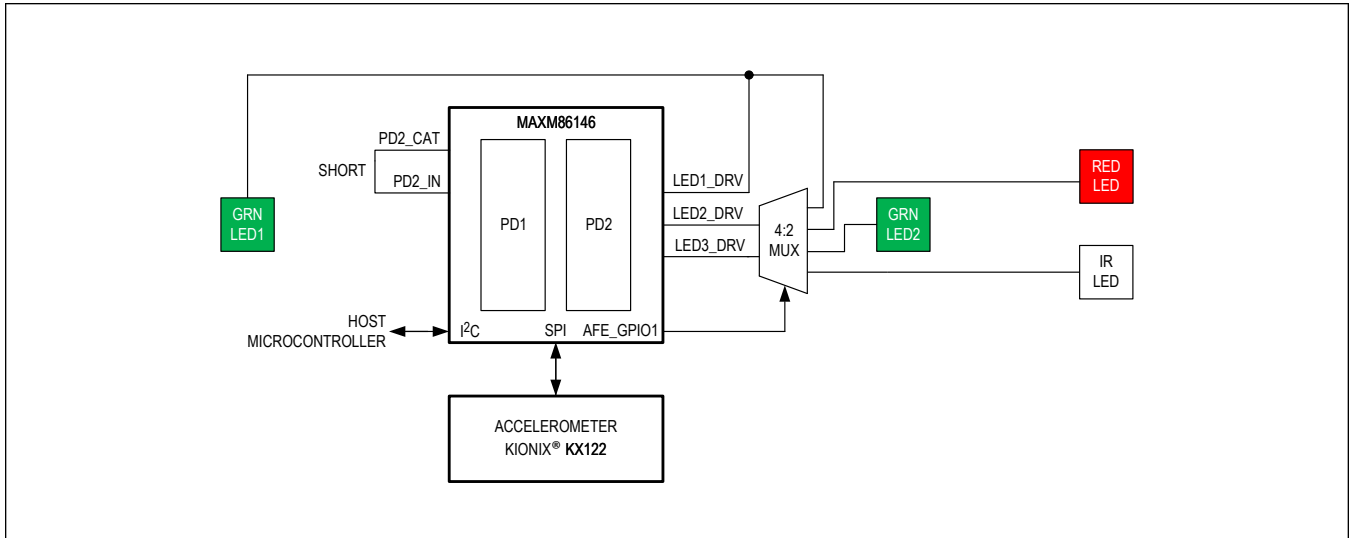 MAXM86146
PD2_CAT
SHORT
PD2_IN
GRN
LED1
PD1
PD2
LED1_DRV
LED2_DRV
LED3_DRV
4:2
MUX
GRN
LED2
RED
LED
IR
LED
HOST
MICROCONTROLLER
I²C
SPI
AFE_GPIO1
ACCELEROMETER
KIONIX® KX122